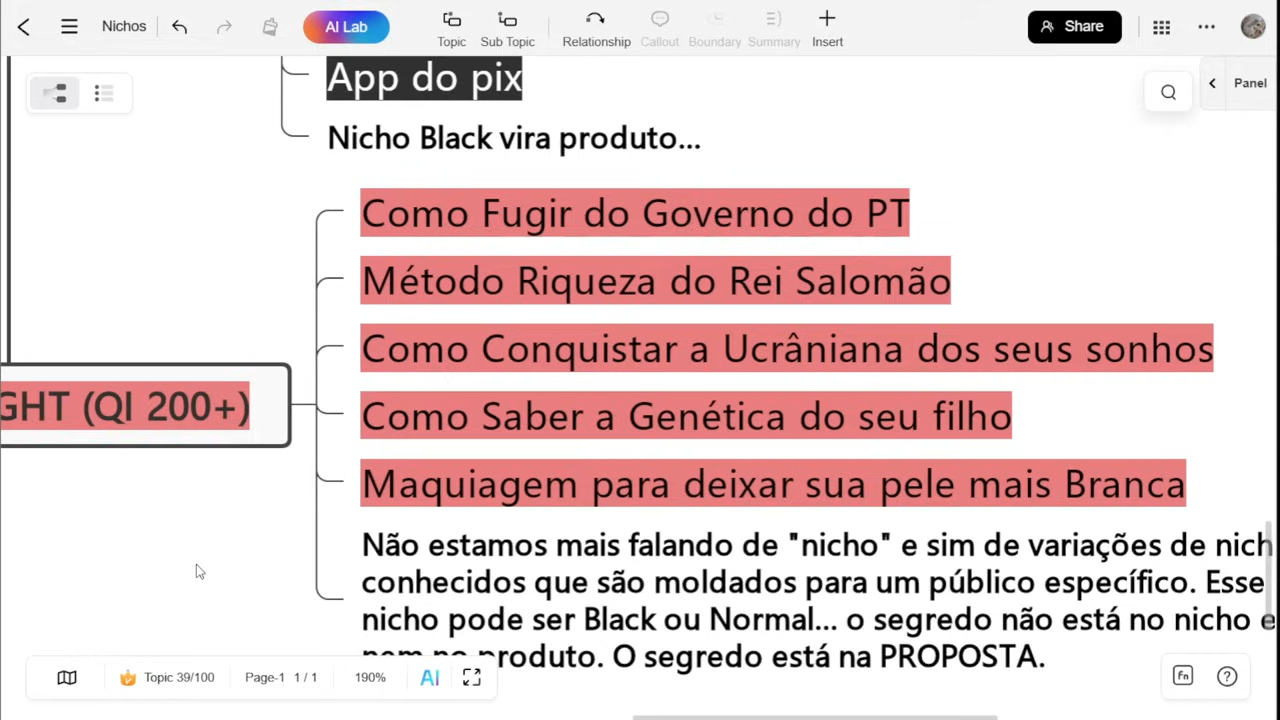 Nichos
AI Lab
Topic
Sub Topic
Relationship
Callout
Boundary
Summary
Insert
Share
Panel
App do pix
Nicho Black vira produto...
Como Fugir do Governo do PT
Método Riqueza do Rei Salomão
Como Conquistar a Ucrâniana dos seus sonhos
GHT (QI 200+)
Como Saber a Genética do seu filho
Maquiagem para deixar sua pele mais Branca
Não estamos mais falando de "nicho" e sim de variações de nich
conhecidos que são moldados para um público específico. Esse
nicho pode ser Black ou Normal... o segredo não está no nicho e
nem no produto. O segredo está na PROPOSTA.
Topic 39/100
Page-1 1 / 1
190%
AI
Fn